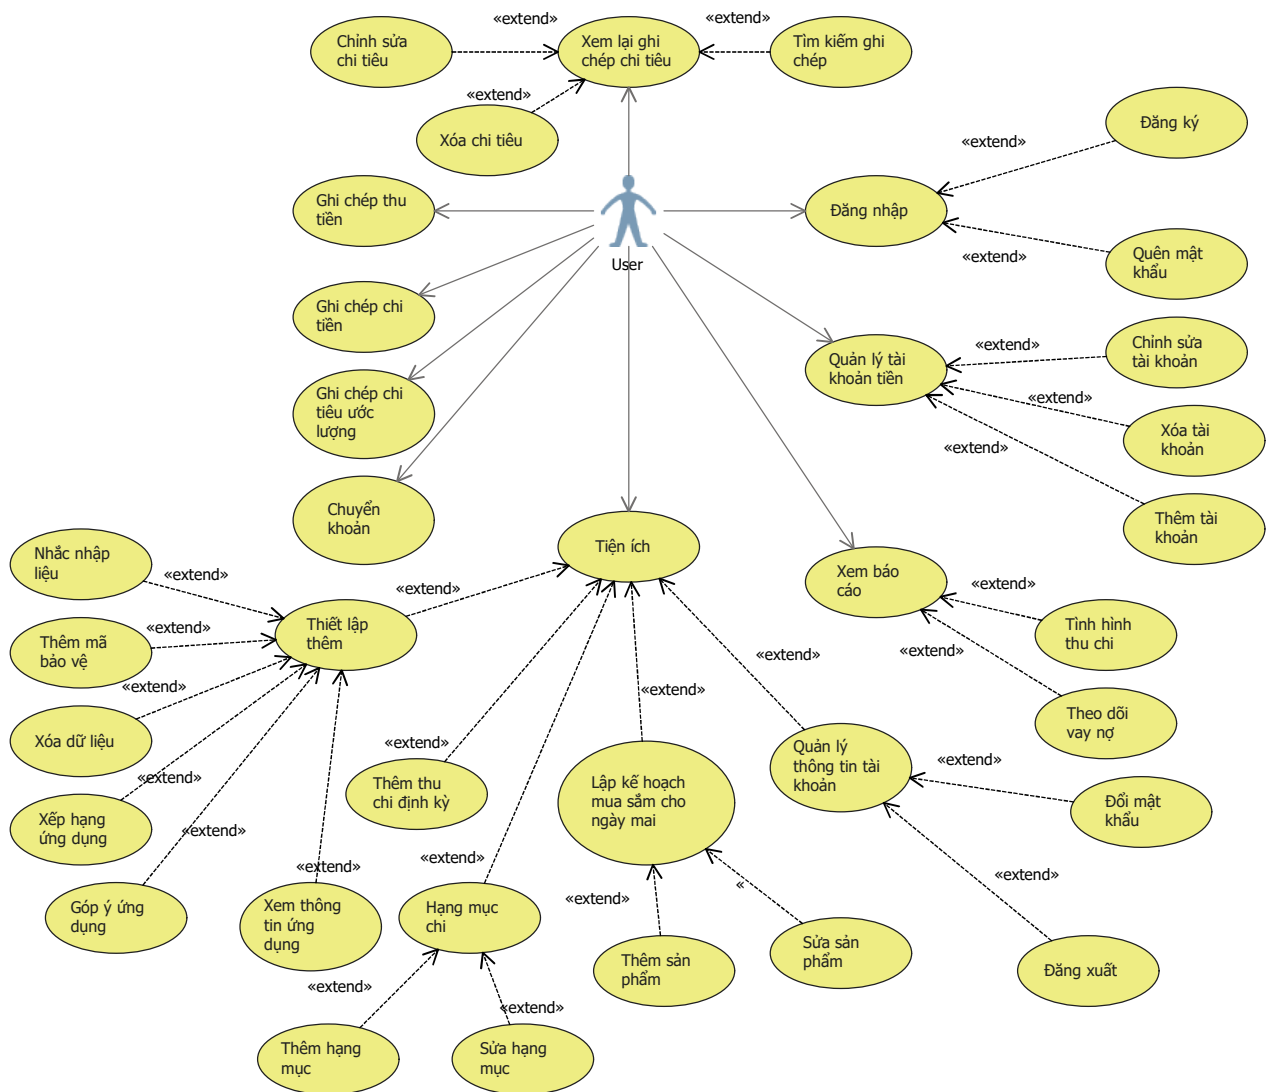 «extend»
«extend»
Chỉnh sửa
chi tiêu
Xem lại ghi
chép chi tiêu
Tìm kiếm ghi
chép
«extend»
Xóa chi tiêu
Đăng ký
«extend»
Ghi chép thu
tiền
Đăng nhập
User
«extend»
Quên mật
khẩu
Ghi chép chi
tiền
«extend»
Chỉnh sửa
tài khoản
Quản lý tài
khoản tiền
Ghi chép chi
tiêu ước
lượng
«extend»
Xóa tài
khoản
«extend»
Chuyển
khoản
Thêm tài
khoản
Tiện ích
Nhắc nhập
liệu
«extend»
«extend»
Xem báo
cáo
«extend»
Thiết lập
thêm
Tình hình
thu chi
«extend»
Thêm mã
bảo vệ
«extend»
«extend»
«extend»
«extend»
Theo dõi
vay nợ
Xóa dữ liệu
«extend»
Quản lý
thông tin tài
khoản
«extend»
«extend»
Thêm thu
chi định kỳ
Lập kế hoạch
mua sắm cho
ngày mai
Đổi mật
khẩu
Xếp hạng
ứng dụng
«extend»
«extend»
«extend»
«
«extend»
Góp ý ứng
dụng
Xem thông
tin ứng
dụng
Hạng mục
chi
Sửa sản
phẩm
Thêm sản
phẩm
Đăng xuất
«extend»
«extend»
Thêm hạng
mục
Sửa hạng
mục